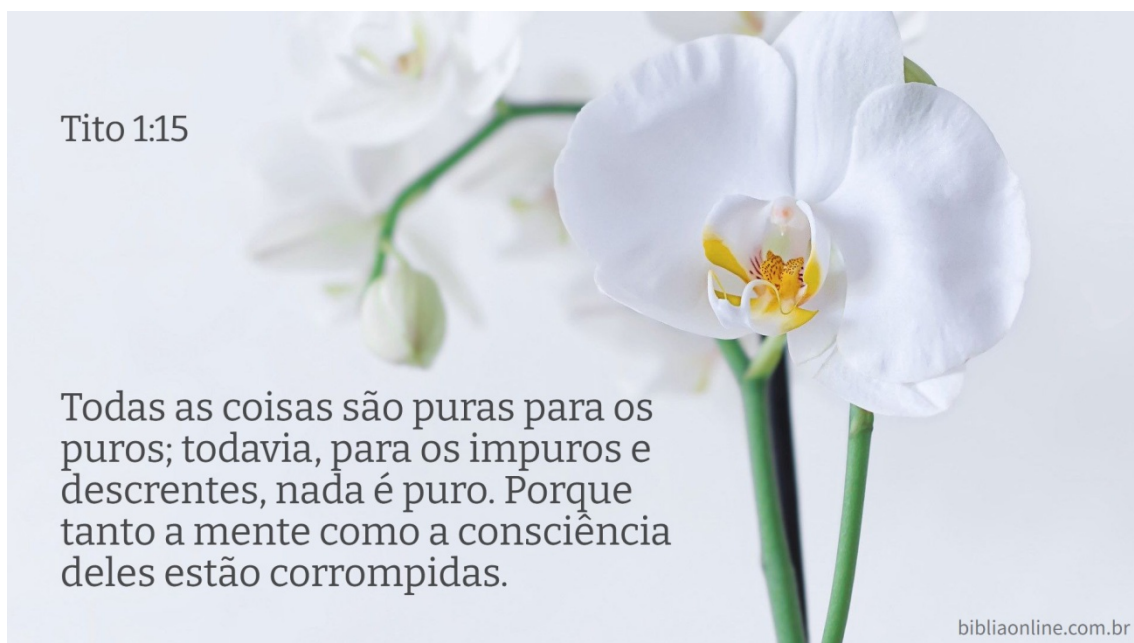 Tito 1:15
Todas as coisas são puras para os
puros; todavia, para os impuros e
descrentes, nada é puro. Porque
tanto a mente como a consciência
deles estão corrompidas.
bibliaonline.com.br